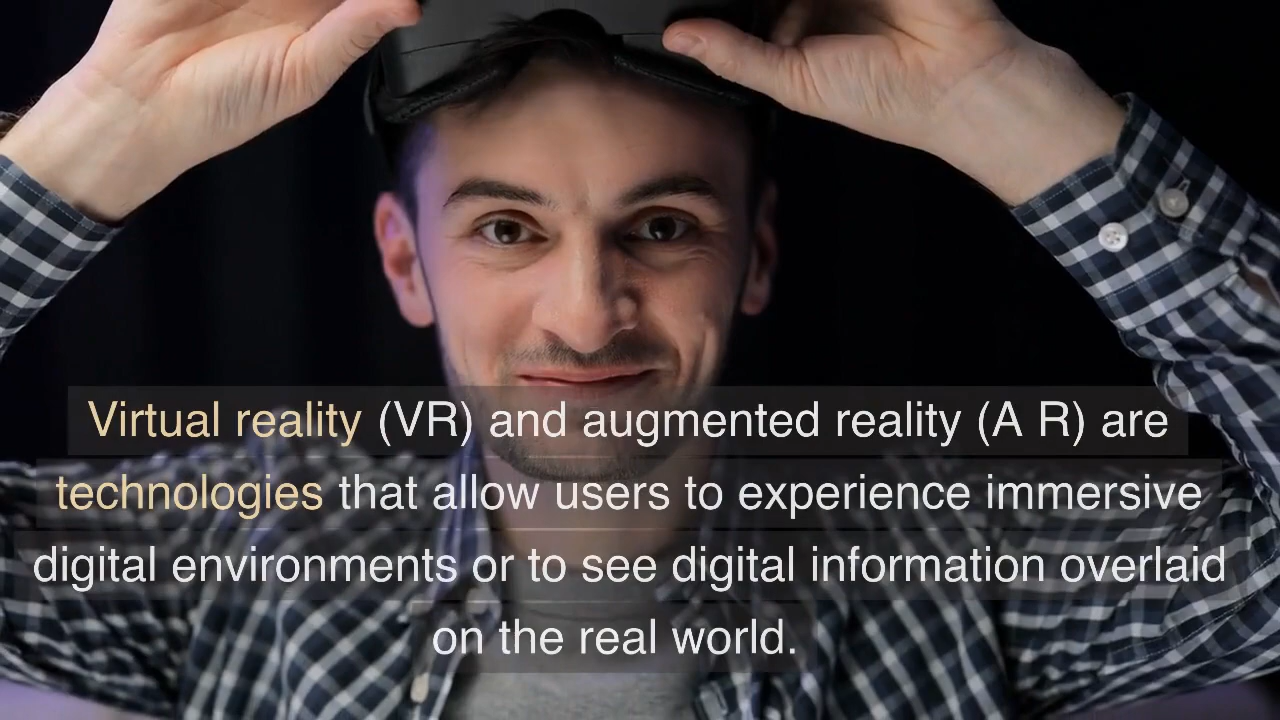 Virtual reality (VR) and augmented reality (A R) are
technologies that allow users to experience immersive
digital environments or to see digital information overlaid
on the real world.